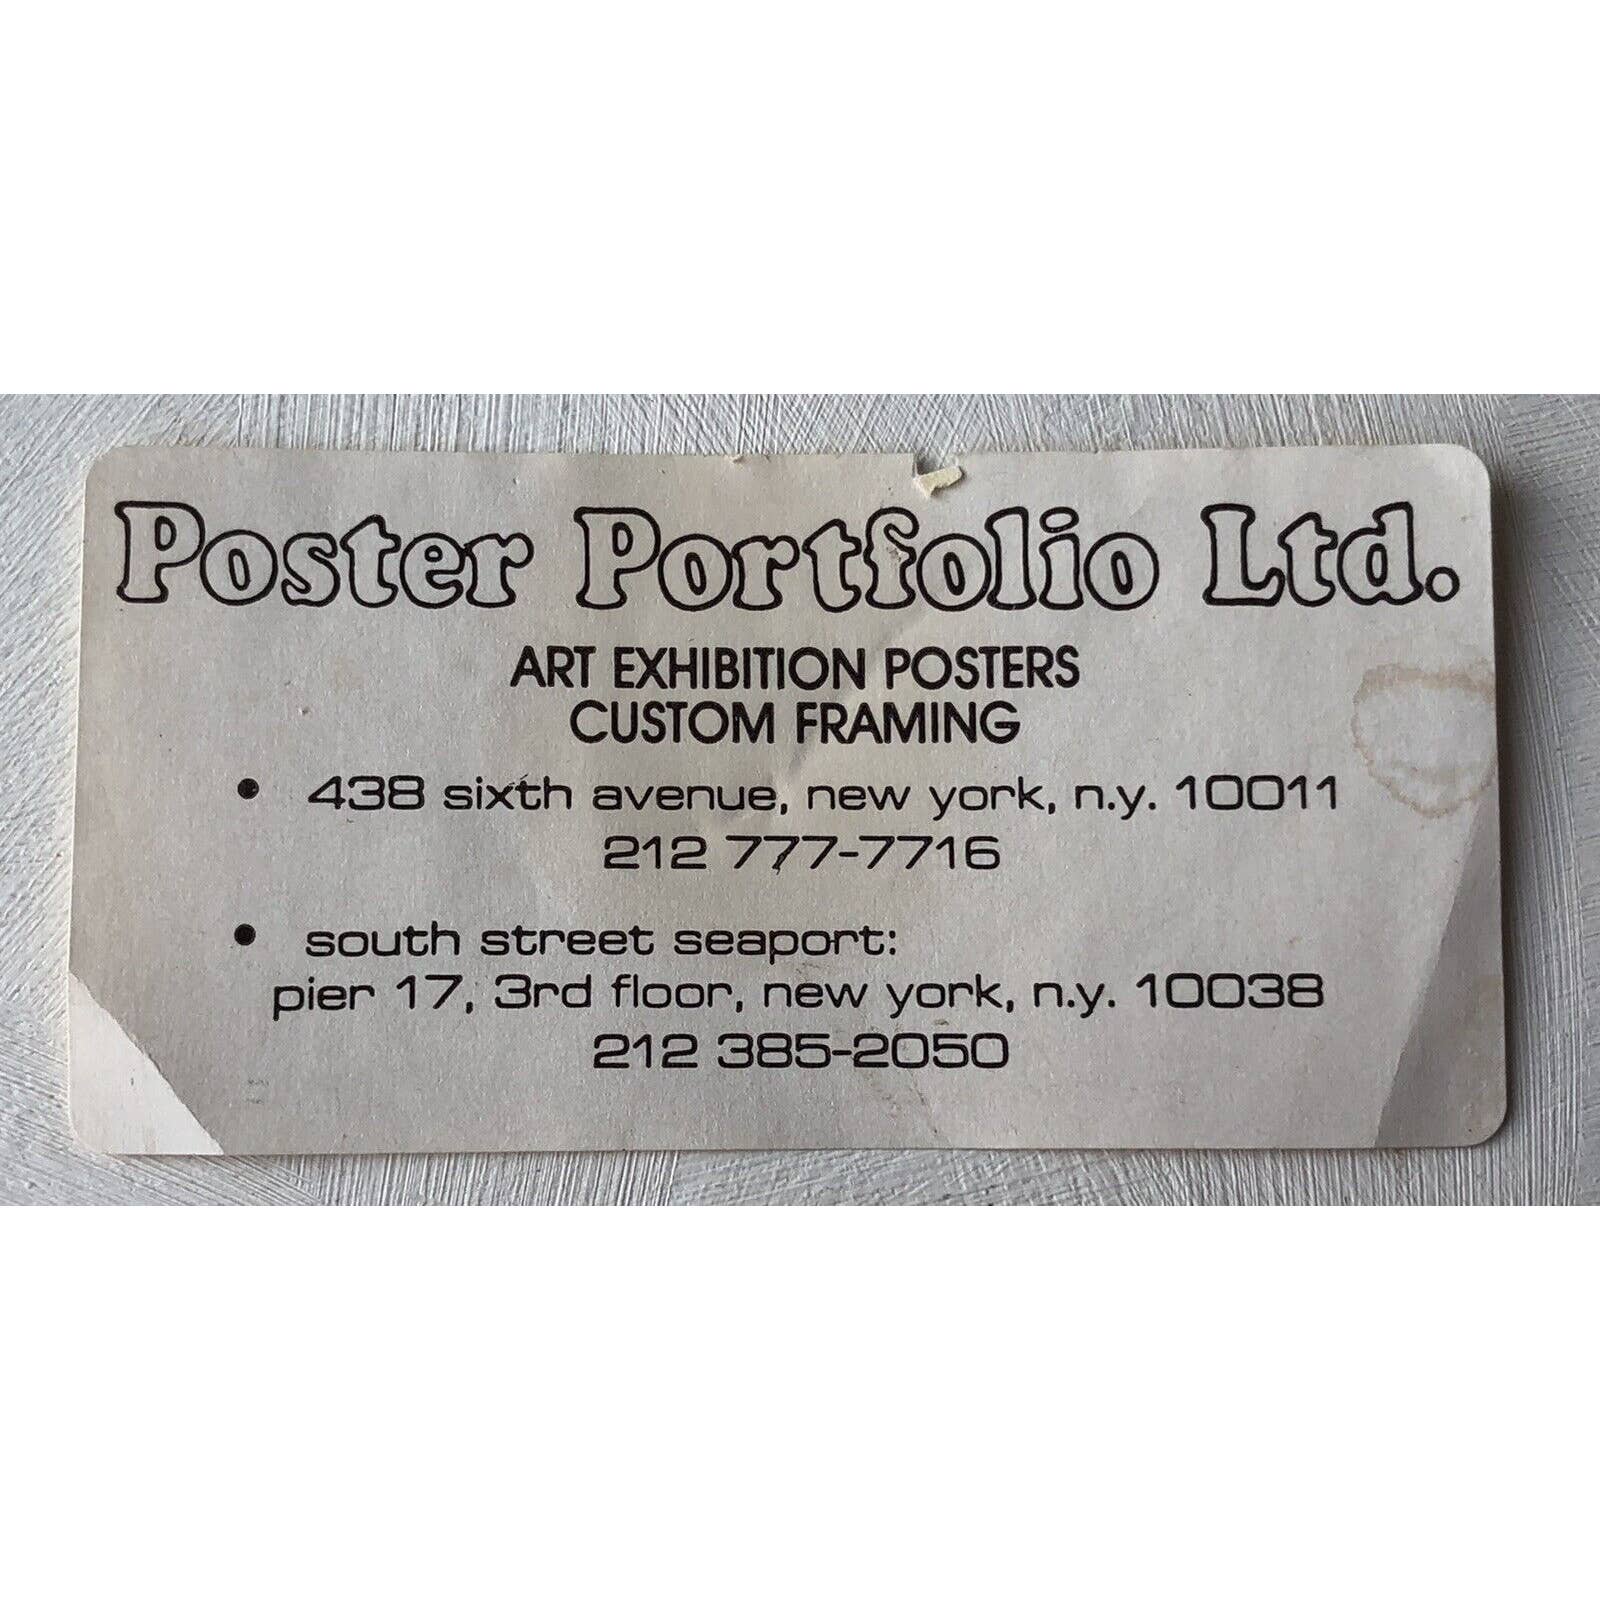 Poster Portfolio Ltd.
ART EXHIBITION POSTERS
CUSTOM FRAMING
• 438 sixth avenue, new york, n.y. 10011
212 777-7716
• south street seaport:
pier 17, 3rd floor, new york, n.y. 10038
212 385-2050